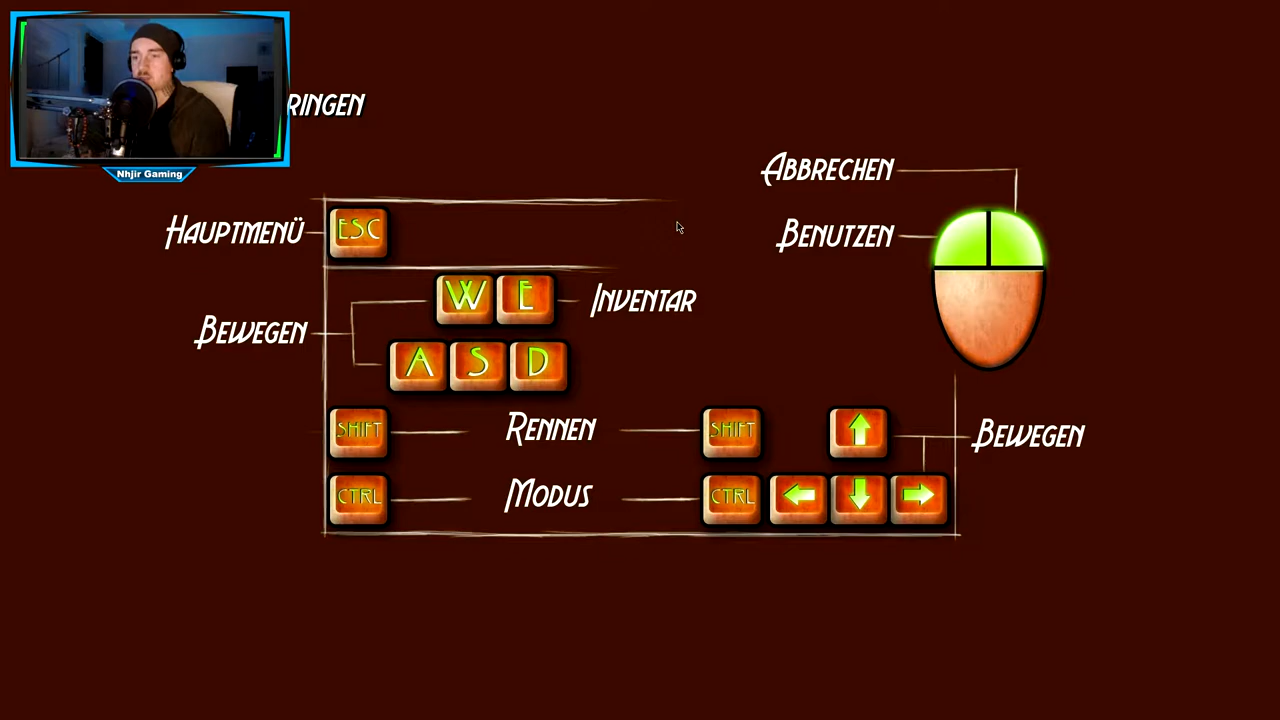 RINGEN
Nhjir Gaming
ABBRECHEN
HAUPTMENÜ ESC
BENUTZEN
W E INVENTAR
BEWEGEN
A S D
SHIFT RENNEN SHIFT BEWEGEN
CTRL MODUS CTRL